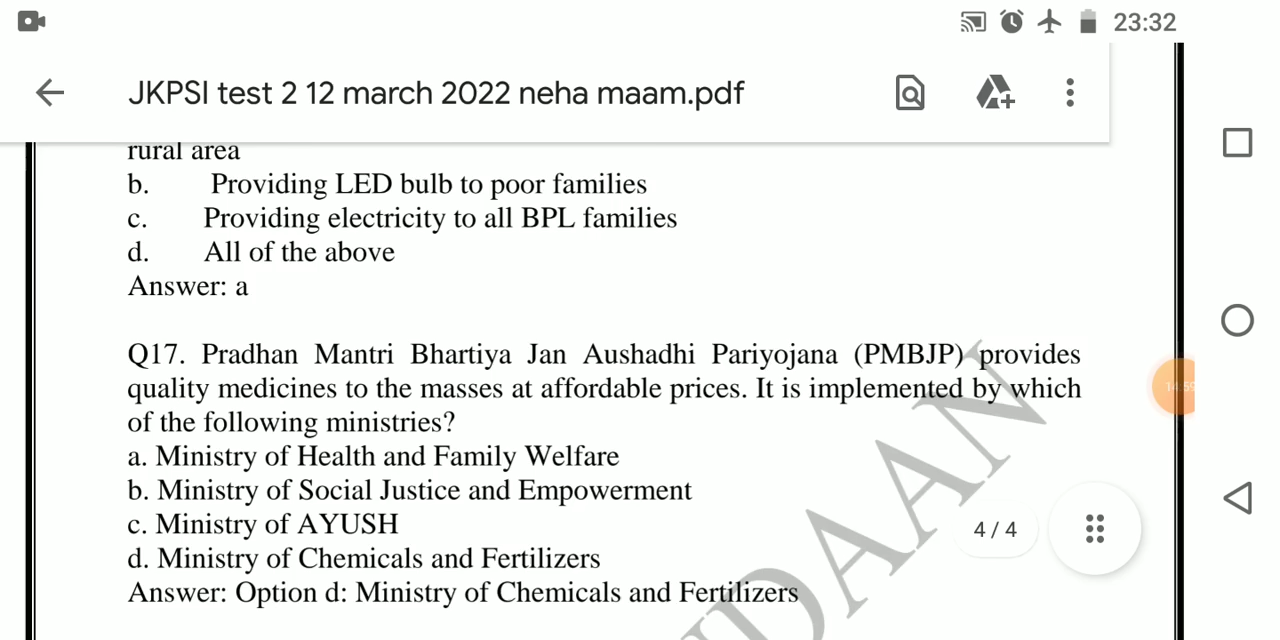 23:32
JKPSI test 2 12 march 2022 neha maam.pdf
rural area
b. Providing LED bulb to poor families
c. Providing electricity to all BPL families
d. All of the above
Answer: a
Q17. Pradhan Mantri Bhartiya Jan Aushadhi Pariyojana (PMBJP) provides
quality medicines to the masses at affordable prices. It is implemented by which
of the following ministries?
a. Ministry of Health and Family Welfare
b. Ministry of Social Justice and Empowerment
c. Ministry of AYUSH
d. Ministry of Chemicals and Fertilizers
Answer: Option d: Ministry of Chemicals and Fertilizers
4 / 4
14:59